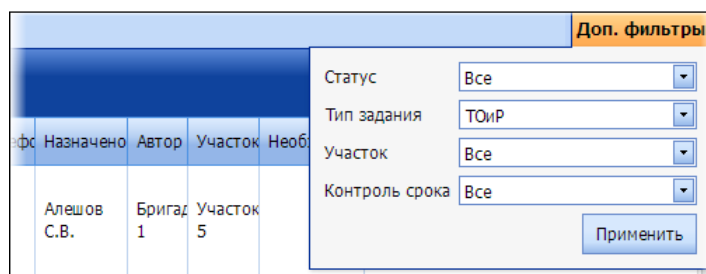 Доп. фильтры
Статус Все
Тип задания ТОиР
Участок Все
Контроль срока Все
Применить
Назначено Автор Участок
Алешов С.В. Бригад 1 Участок 5